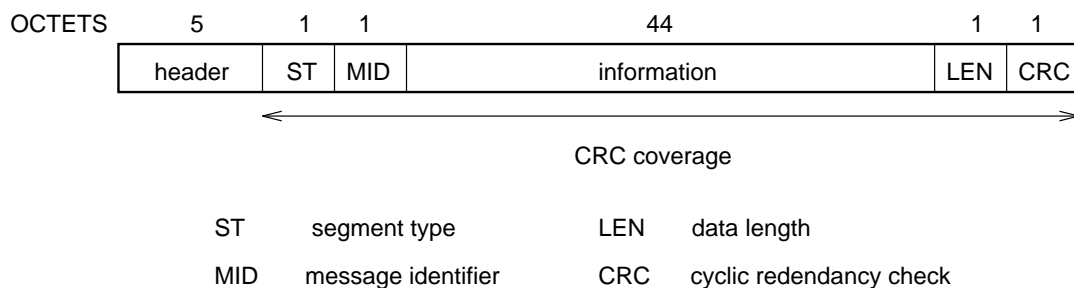 OCTETS 5 1 1 44 1 1
header ST MID information LEN CRC
CRC coverage
ST segment type LEN data length
MID message identifier CRC cyclic redendancy check